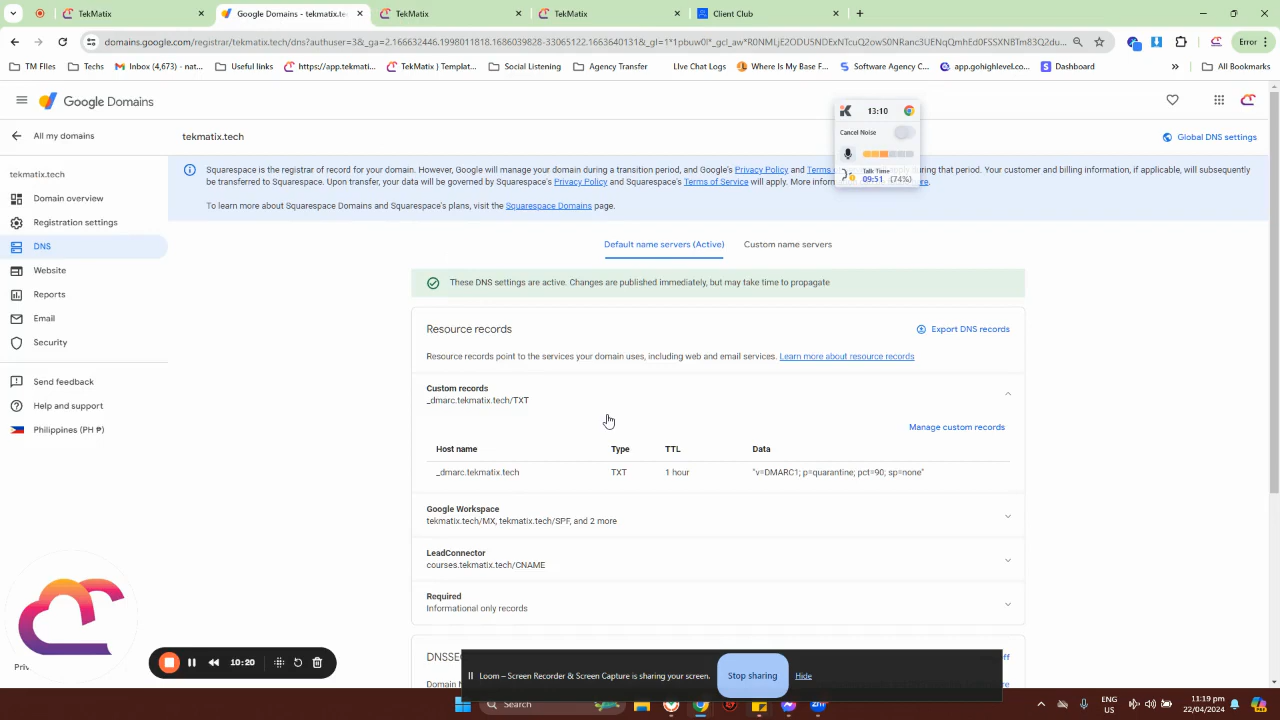 TekMatix
Google Domains - tekmatix.te
TekMatix
TekMatix
Client Club
domains.google.com/registrar/tekmatix.tech/dns?authuser=3&_ga=2.166632446.1998011818.1686039828-33065122.1663640131&_gl=1*1pbuw0l*_gcl_aw*
Error
TM Files
Techs
Inbox (4,673) - nat...
Useful links
https://app.tekmati...
TekMatix | Templat...
Social Listening
Agency Transfer
Live Chat Logs
Where Is My Base F...
Software Agency C...
app.gohighlevel.co...
Dashboard
All Bookmarks
Google Domains
All my domains
tekmatix.tech
Global DNS settings
13:10
Cancel Noise
Talk Time
09:51 (74%)
tekmatix.tech
Domain overview
Registration settings
DNS
Website
Reports
Email
Security
Send feedback
Help and support
Philippines (PH ₱)
Squarespace is the registrar of record for your domain. However, Google will manage your domain during a transition period, and Google's Privacy Policy and Terms apply during that period. Your customer and billing information, if applicable, will subsequently
be transferred to Squarespace. Upon transfer, your data will be governed by Squarespace's Privacy Policy and Squarespace's Terms of Service will apply. More inform
To learn more about Squarespace Domains and Squarespace's plans, visit the Squarespace Domains page.
Default name servers (Active)
Custom name servers
These DNS settings are active. Changes are published immediately, but may take time to propagate
Resource records
Export DNS records
Resource records point to the services your domain uses, including web and email services. Learn more about resource records
Custom records
_dmarc.tekmatix.tech/TXT
Manage custom records
Host name Type TTL Data
_dmarc.tekmatix.tech TXT 1 hour "v=DMARC1; p=quarantine; pct=90; sp=none"
Google Workspace
tekmatix.tech/MX, tekmatix.tech/SPF, and 2 more
LeadConnector
courses.tekmatix.tech/CNAME
Required
Informational only records
DNSSE
ff
Domain
Priv
10:20
Loom – Screen Recorder & Screen Capture is sharing your screen.
Stop sharing
Hide
Search
ENG
US
11:19 pm
22/04/2024